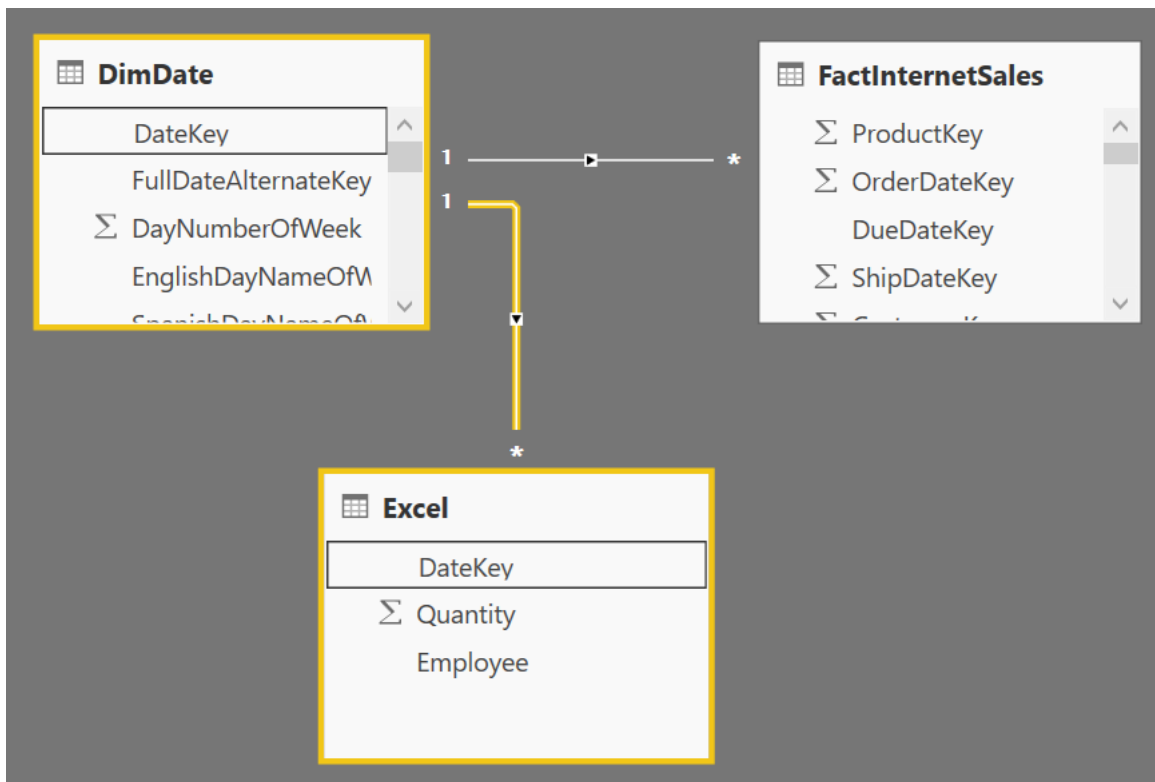 DimDate
DateKey
FullDateAlternateKey
∑ DayNumberOfWeek
EnglishDayNameOfW
1
*
1
*
FactInternetSales
∑ ProductKey
∑ OrderDateKey
DueDateKey
∑ ShipDateKey
Excel
DateKey
∑ Quantity
Employee